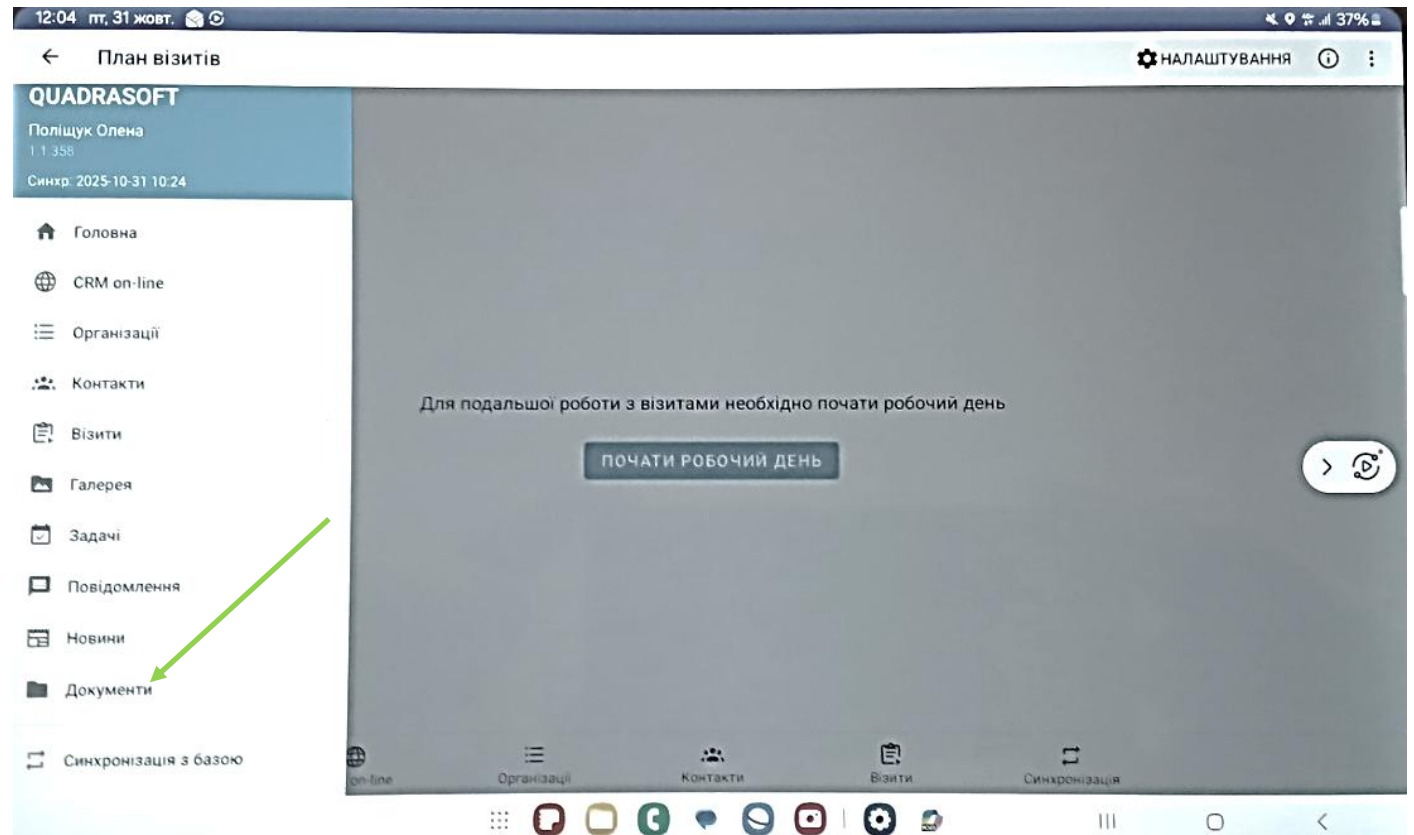 12:04 пт, 31 жовт.
37%
План візитів
НАЛАШТУВАННЯ
QUADRASOFT
Поліщук Олена
1.1.358
Синхр: 2025-10-31 10:24
Головна
CRM on-line
Організації
Контакти
Візити
Галерея
Задачі
Повідомлення
Новини
Документи
Синхронізація з базою
Для подальшої роботи з візитами необхідно почати робочий день
ПОЧАТИ РОБОЧИЙ ДЕНЬ
on-line
Організації
Контакти
Візити
Синхронізація